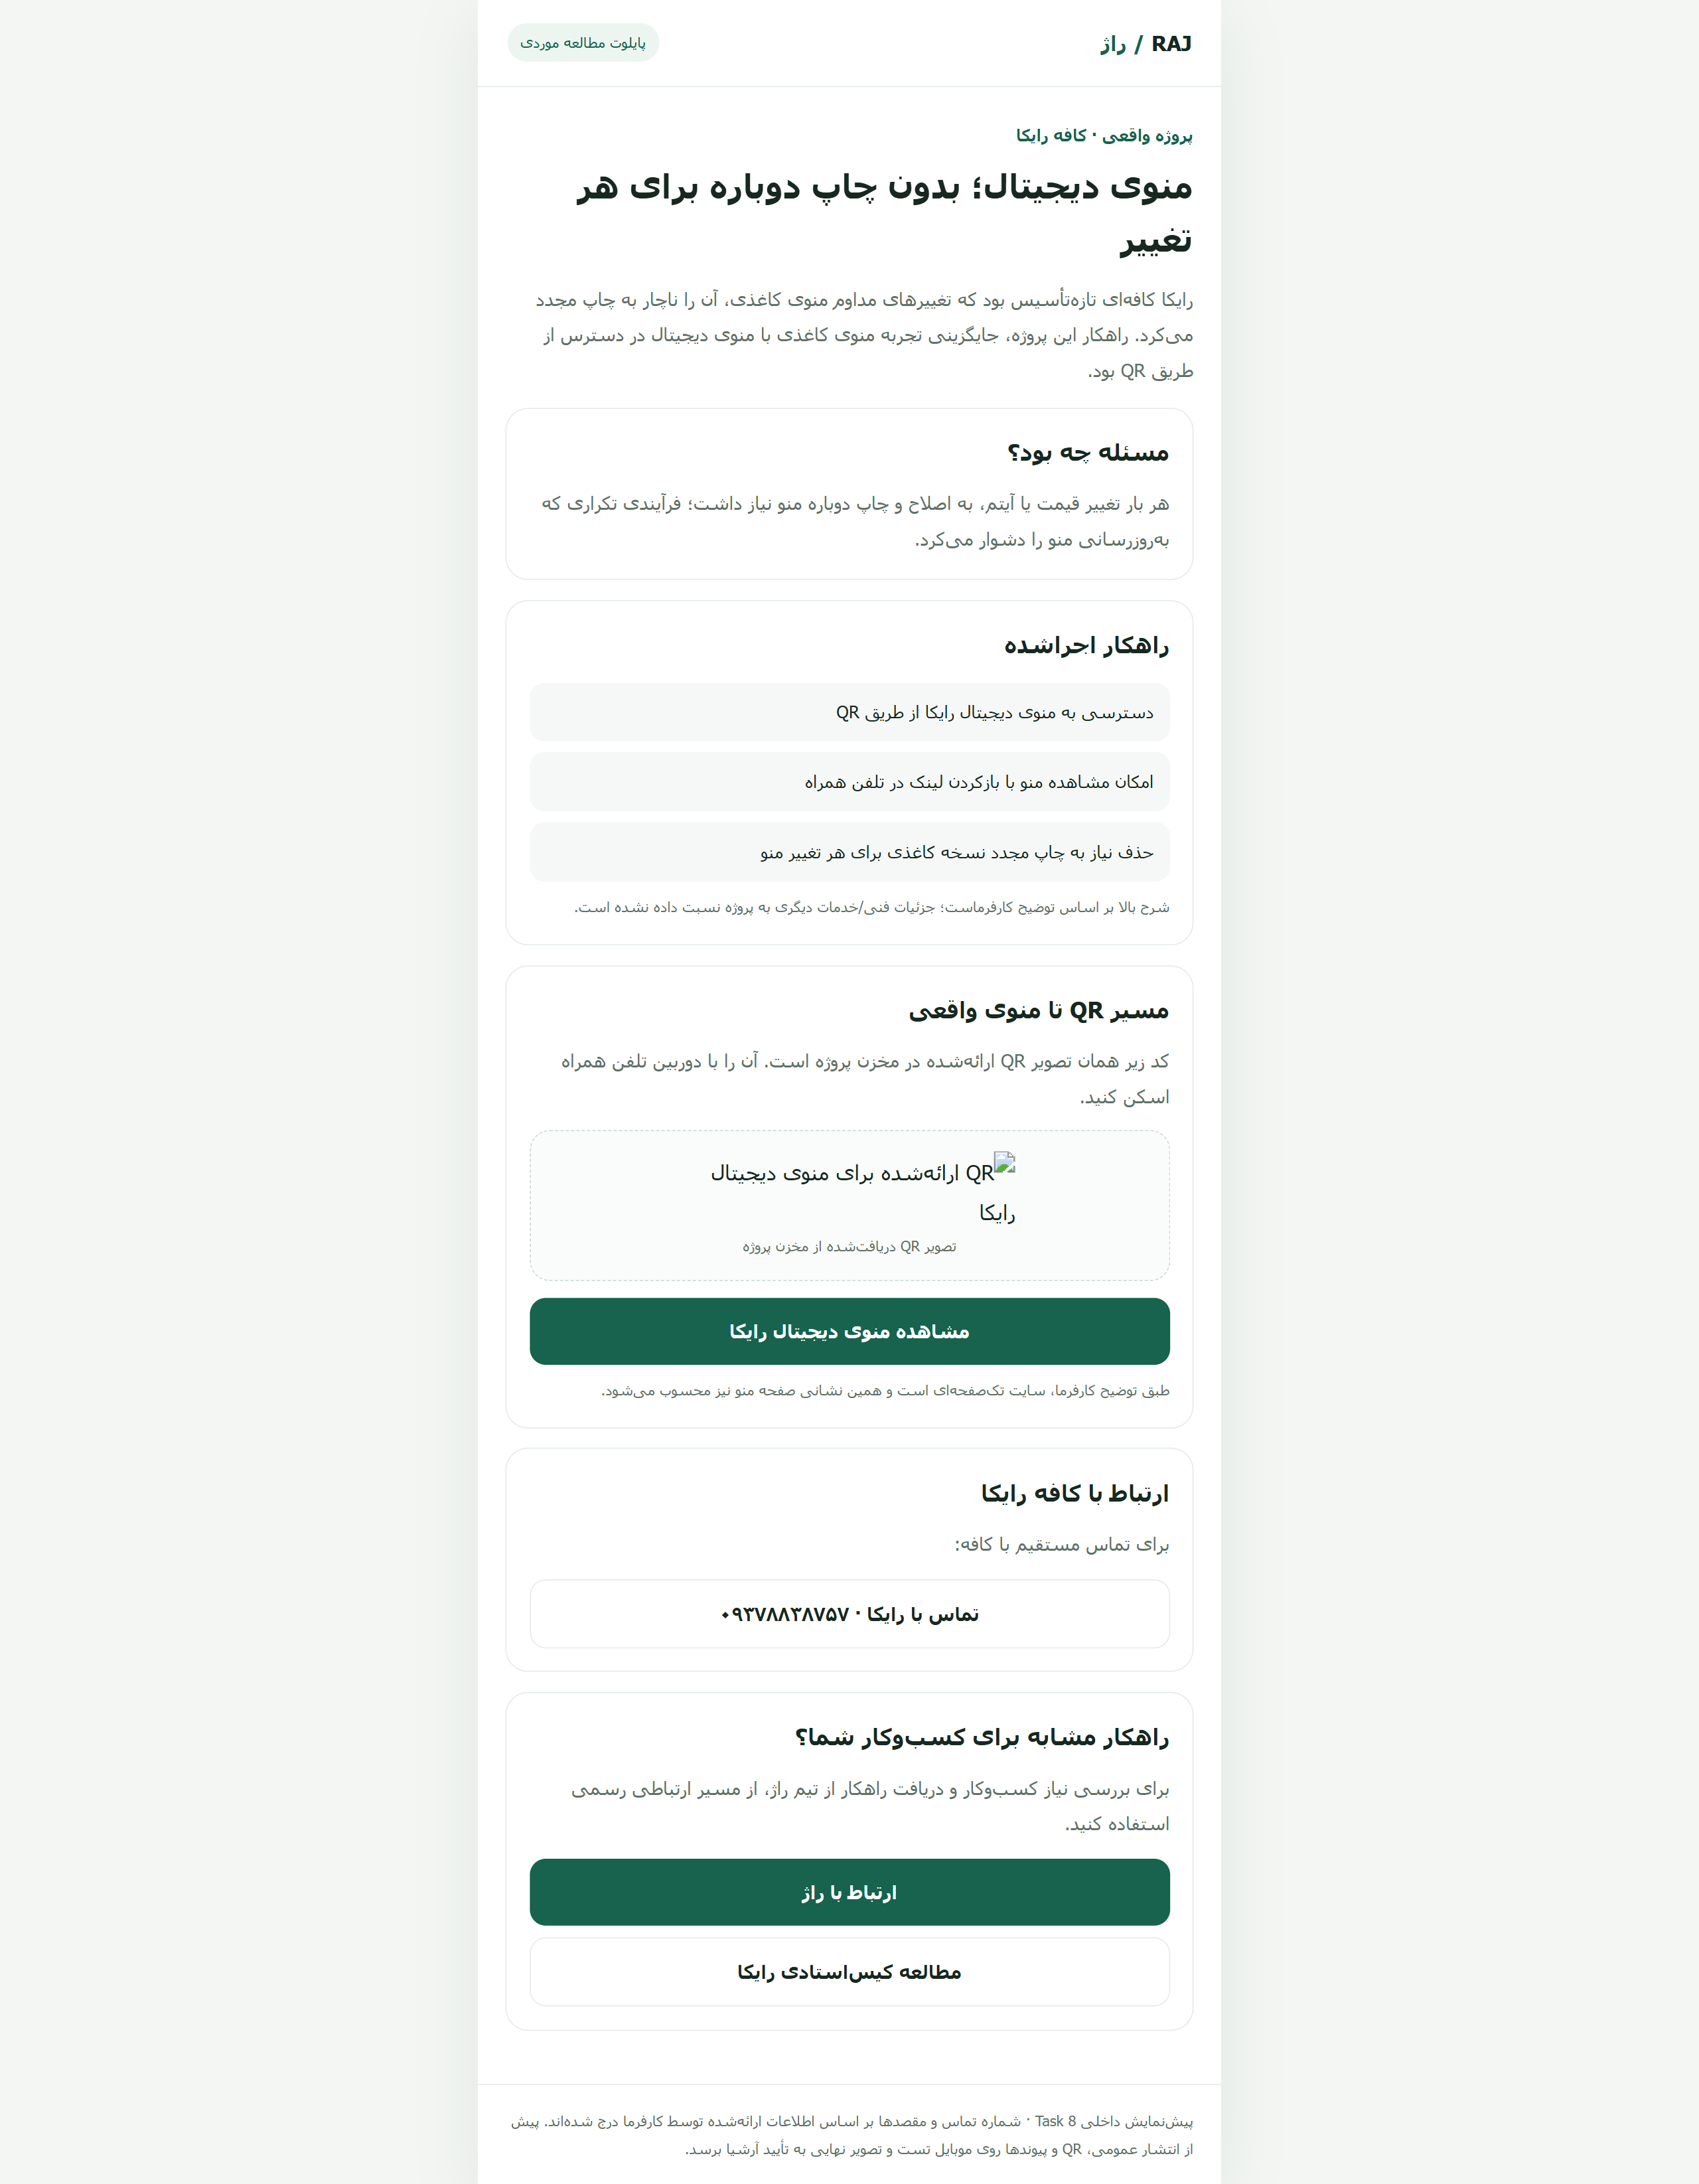 RAJ / راژ
پایلوت مطالعه موردی
پروژه واقعی · کافه رایکا
منوی دیجیتال؛ بدون چاپ دوباره برای هر
تغییر
رایکا کافه‌ای تازه‌تأسیس بود که تغییرهای مداوم منوی کاغذی، آن را ناچار به چاپ مجدد
می‌کرد. راهکار این پروژه، جایگزینی تجربه منوی کاغذی با منوی دیجیتال در دسترس از
طریق QR بود.
مسئله چه بود؟
هر بار تغییر قیمت یا آیتم، به اصلاح و چاپ دوباره منو نیاز داشت؛ فرآیندی تکراری که
به‌روزرسانی منو را دشوار می‌کرد.
راهکار اجراشده
دسترسی به منوی دیجیتال رایکا از طریق QR
امکان مشاهده منو با بازکردن لینک در تلفن همراه
حذف نیاز به چاپ مجدد نسخه کاغذی برای هر تغییر منو
شرح بالا بر اساس توضیح کارفرماست؛ جزئیات فنی/خدمات دیگری به پروژه نسبت داده نشده است.
مسیر QR تا منوی واقعی
کد زیر همان تصویر QR ارائه‌شده در مخزن پروژه است. آن را با دوربین تلفن همراه
اسکن کنید.
QR ارائه‌شده برای منوی دیجیتال
رایکا
تصویر QR دریافت‌شده از مخزن پروژه
مشاهده منوی دیجیتال رایکا
طبق توضیح کارفرما، سایت تک‌صفحه‌ای است و همین نشانی صفحه منو نیز محسوب می‌شود.
ارتباط با کافه رایکا
برای تماس مستقیم با کافه:
تماس با رایکا · ۰۹۳۷۸۸۳۸۷۵۷
راهکار مشابه برای کسب‌وکار شما؟
برای بررسی نیاز کسب‌وکار و دریافت راهکار از تیم راژ، از مسیر ارتباطی رسمی
استفاده کنید.
ارتباط با راژ
مطالعه کیس‌استادی رایکا
پیش‌نمایش داخلی Task 8 · شماره تماس و مقصدها بر اساس اطلاعات ارائه‌شده توسط کارفرما درج شده‌اند. پیش
از انتشار عمومی، QR و پیوندها روی موبایل تست و تصویر نهایی به تأیید آرشیا برسد.